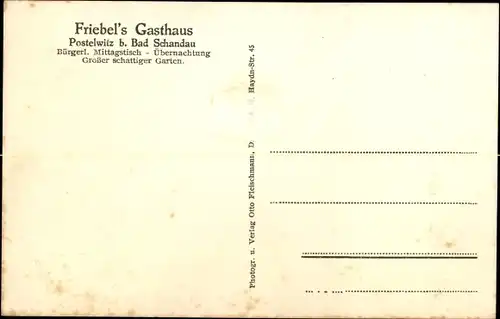 Friebel's Gasthaus
Postelwitz b. Bad Schandau
Bürgerl. Mittagstisch - Übernachtung
Großer schattiger Garten.
Photogr. u. Verlag Otto Fleischmann, D Haydn-Str. 45